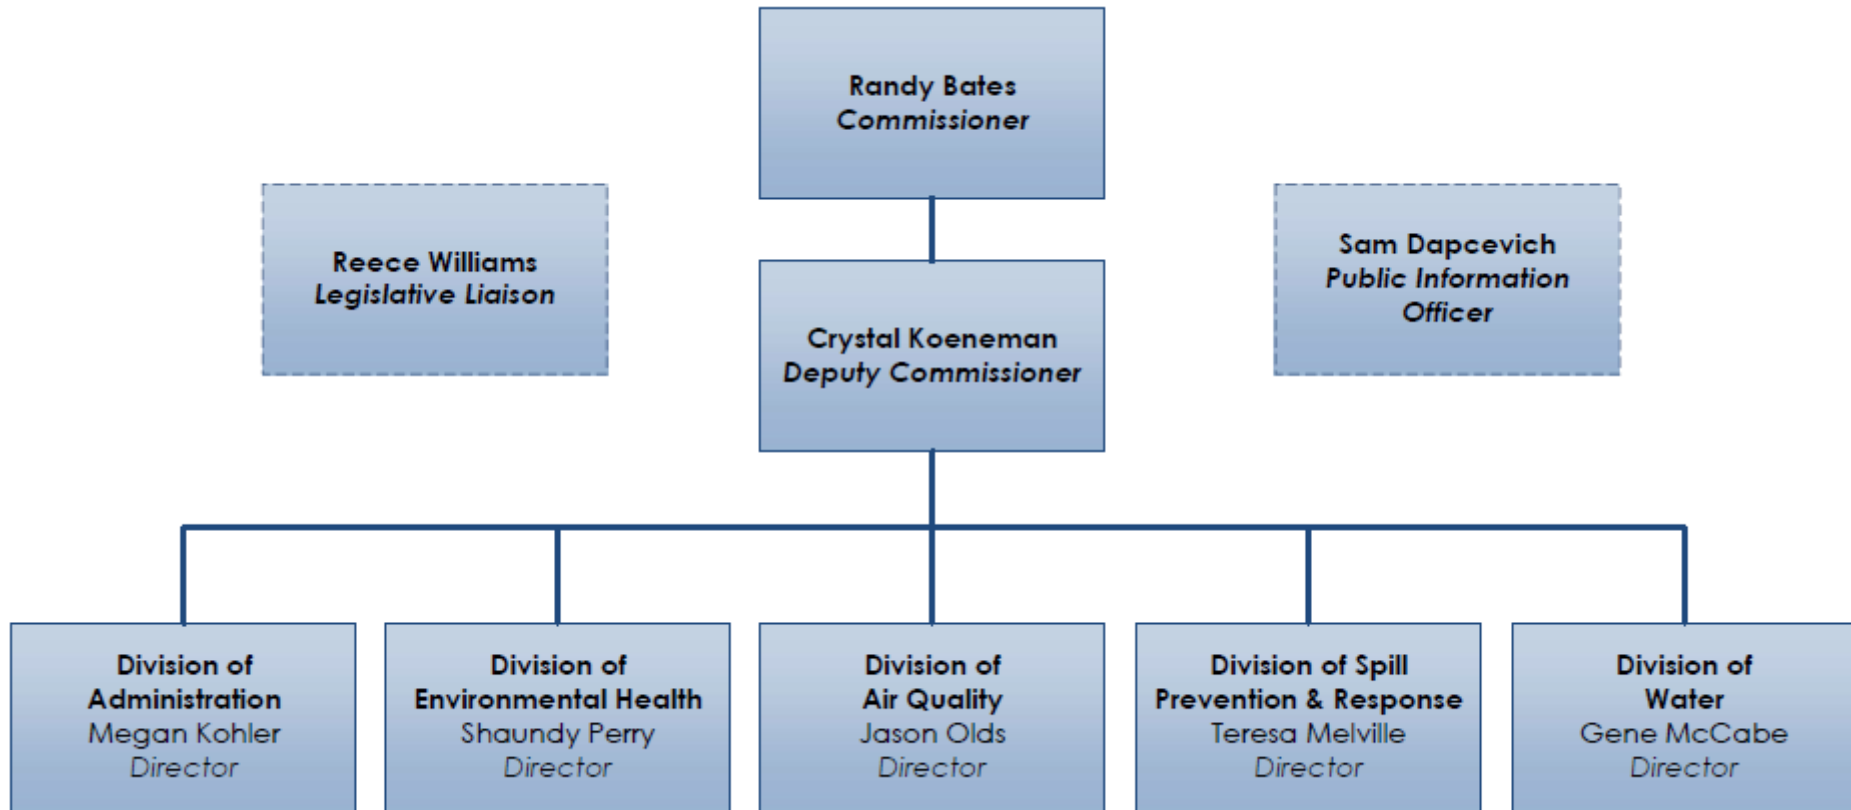 Randy Bates
Commissioner
Reece Williams
Legislative Liaison
Sam Dapcevich
Public Information
Officer
Crystal Koeneman
Deputy Commissioner
Division of
Administration
Megan Kohler
Director
Division of
Environmental Health
Shaundy Perry
Director
Division of
Air Quality
Jason Olds
Director
Division of Spill
Prevention & Response
Teresa Melville
Director
Division of
Water
Gene McCabe
Director